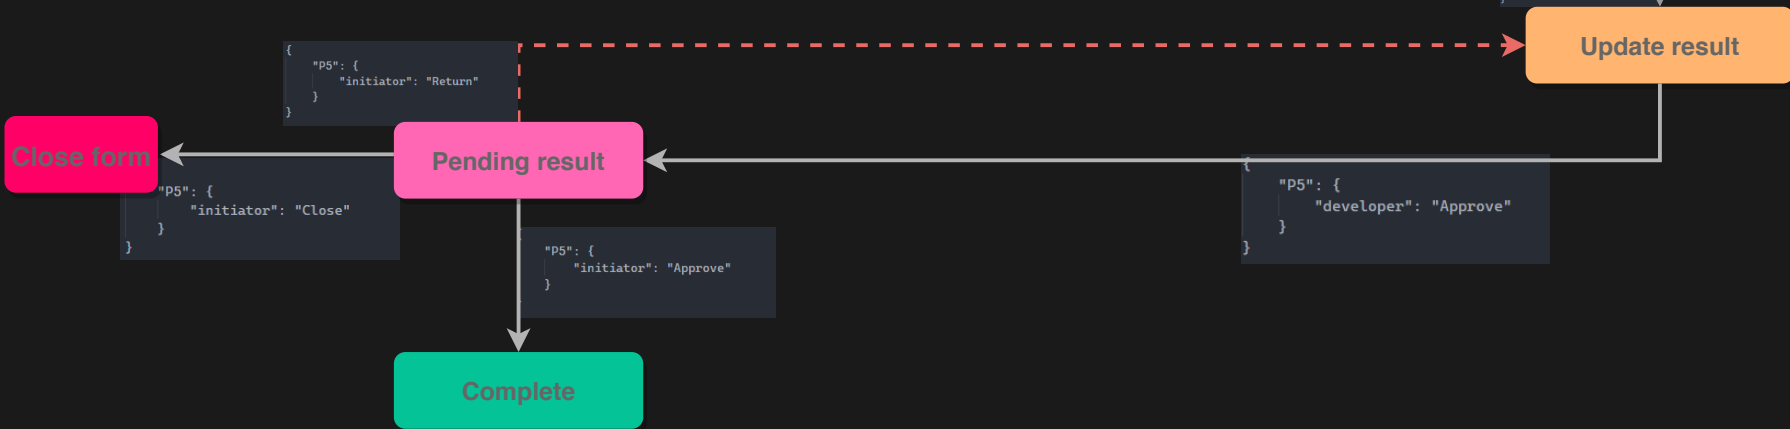 }
Update result
{
"P5": {
"initiator": "Return"
}
}
Close form
Pending result
"P5": {
"initiator": "Close"
}
}
{
"P5": {
"developer": "Approve"
}
}
"P5": {
"initiator": "Approve"
}
Complete